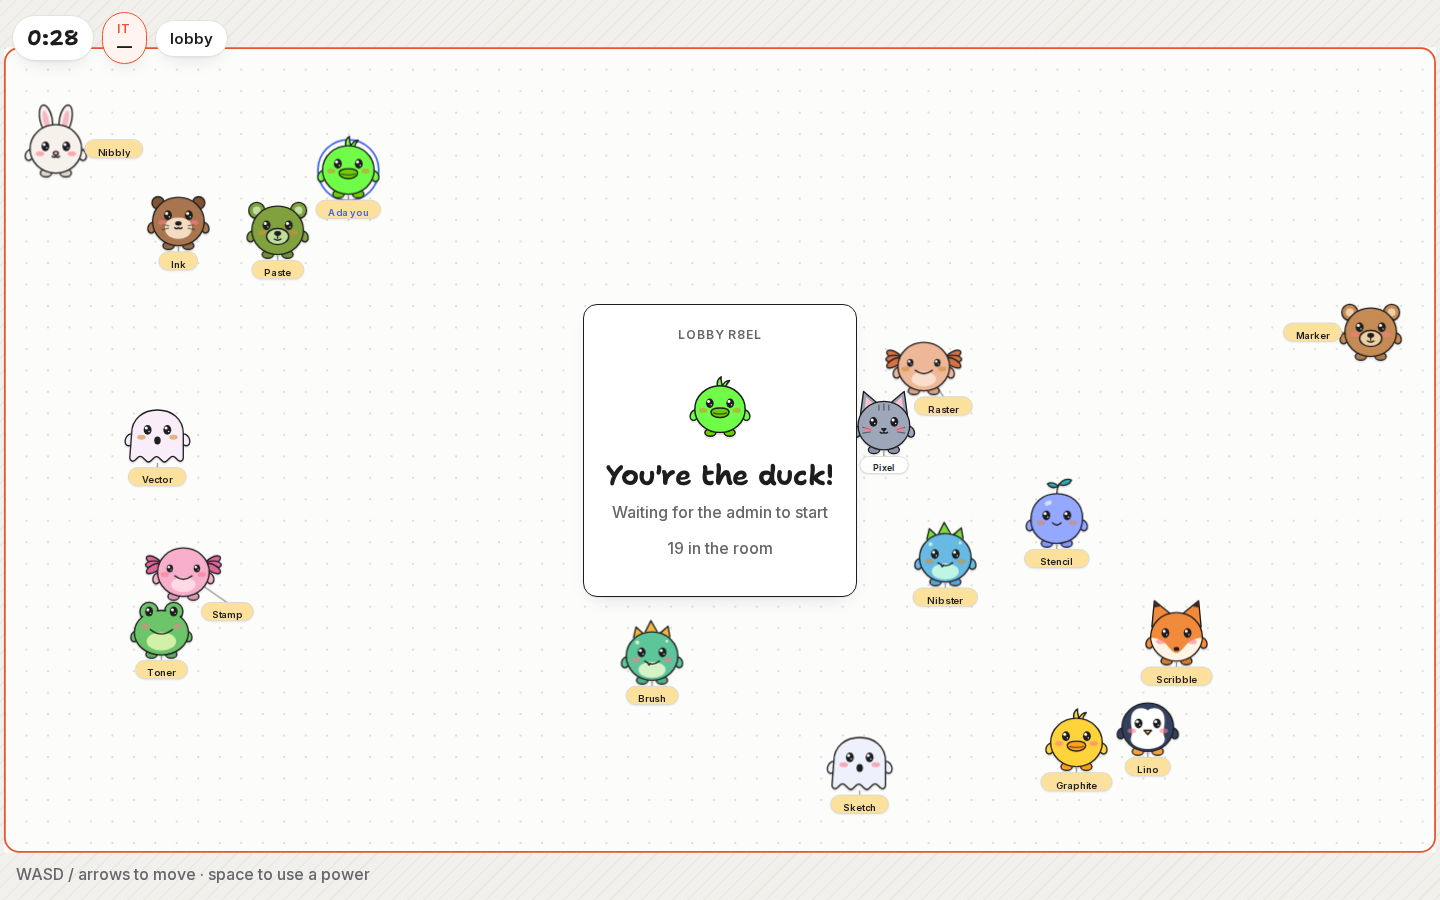 0:28
IT
—
lobby
Nibbly
Ada you
Ink
Paste
Marker
LOBBY R8EL
You're the duck!
Waiting for the admin to start
19 in the room
Raster
Pixel
Vector
Stencil
Nibster
Stamp
Toner
Scribble
Brush
Lino
Graphite
Sketch
WASD / arrows to move · space to use a power